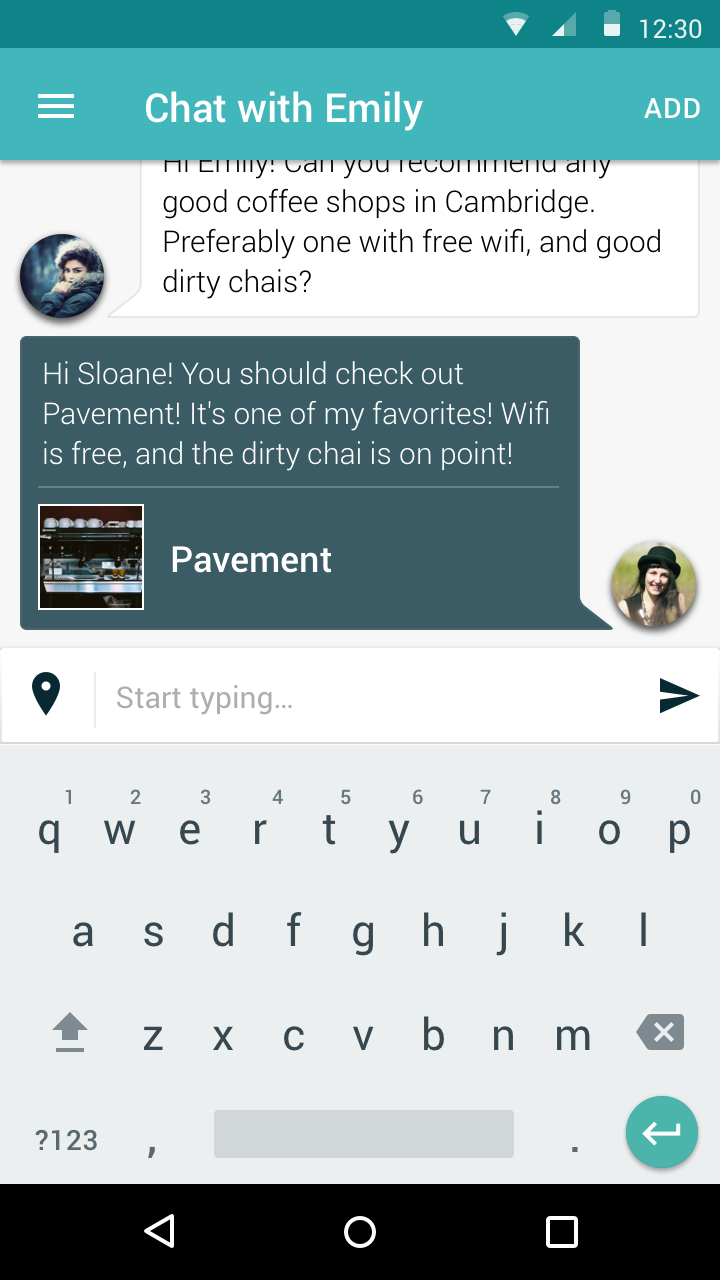 12:30
Chat with Emily
ADD
Hi Emily! Can you recommend any
good coffee shops in Cambridge.
Preferably one with free wifi, and good
dirty chais?
Hi Sloane! You should check out
Pavement! It's one of my favorites! Wifi
is free, and the dirty chai is on point!
Pavement
Start typing...
1 2 3 4 5 6 7 8 9 0
q w e r t y u i o p
a s d f g h j k l
z x c v b n m
?123 , .